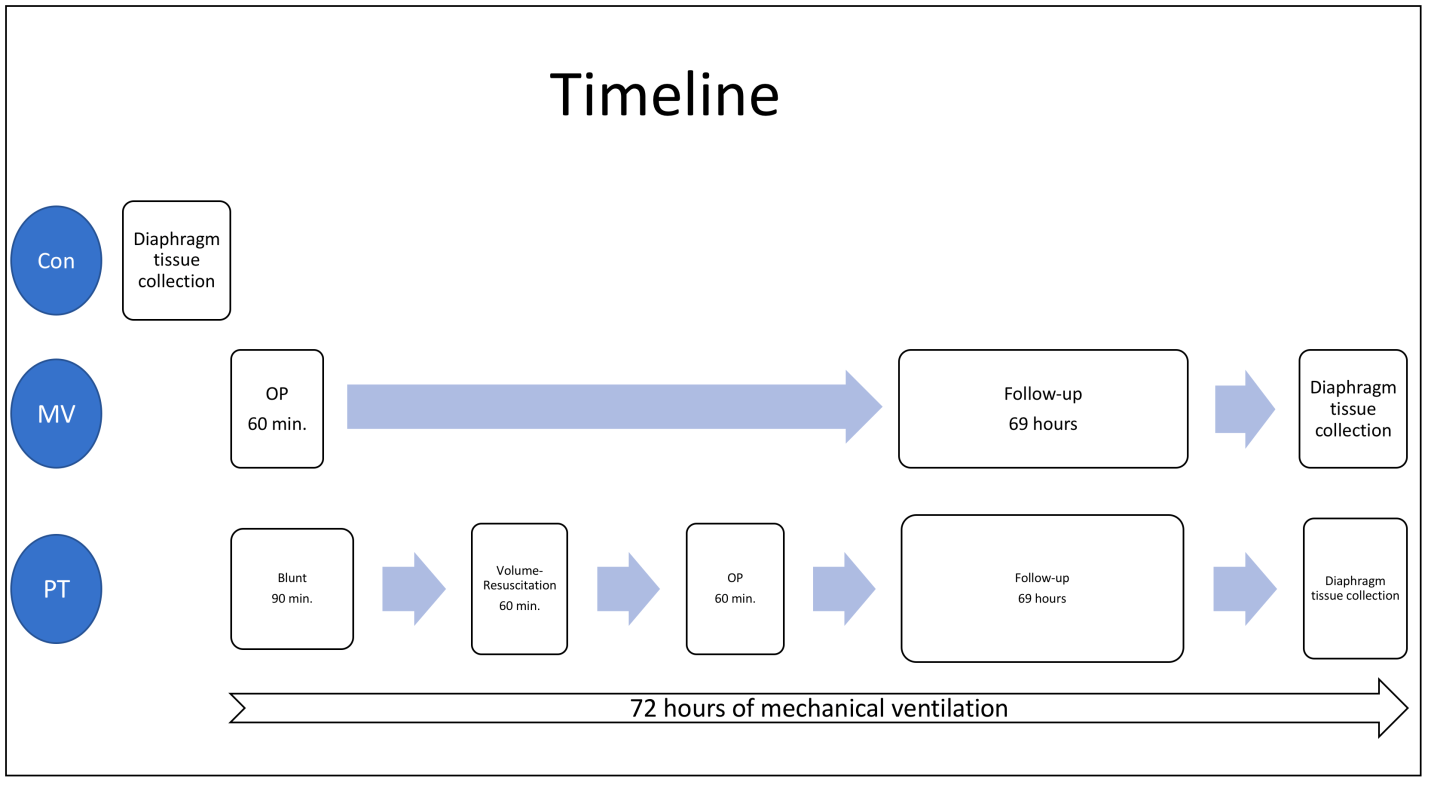 Timeline
Con
Diaphragm
tissue
collection
MV
OP
60 min.
Follow-up
69 hours
Diaphragm
tissue
collection
PT
Blunt
90 min.
Volume-
Resuscitation
60 min.
OP
60 min.
Follow-up
69 hours
Diaphragm
tissue collection
72 hours of mechanical ventilation